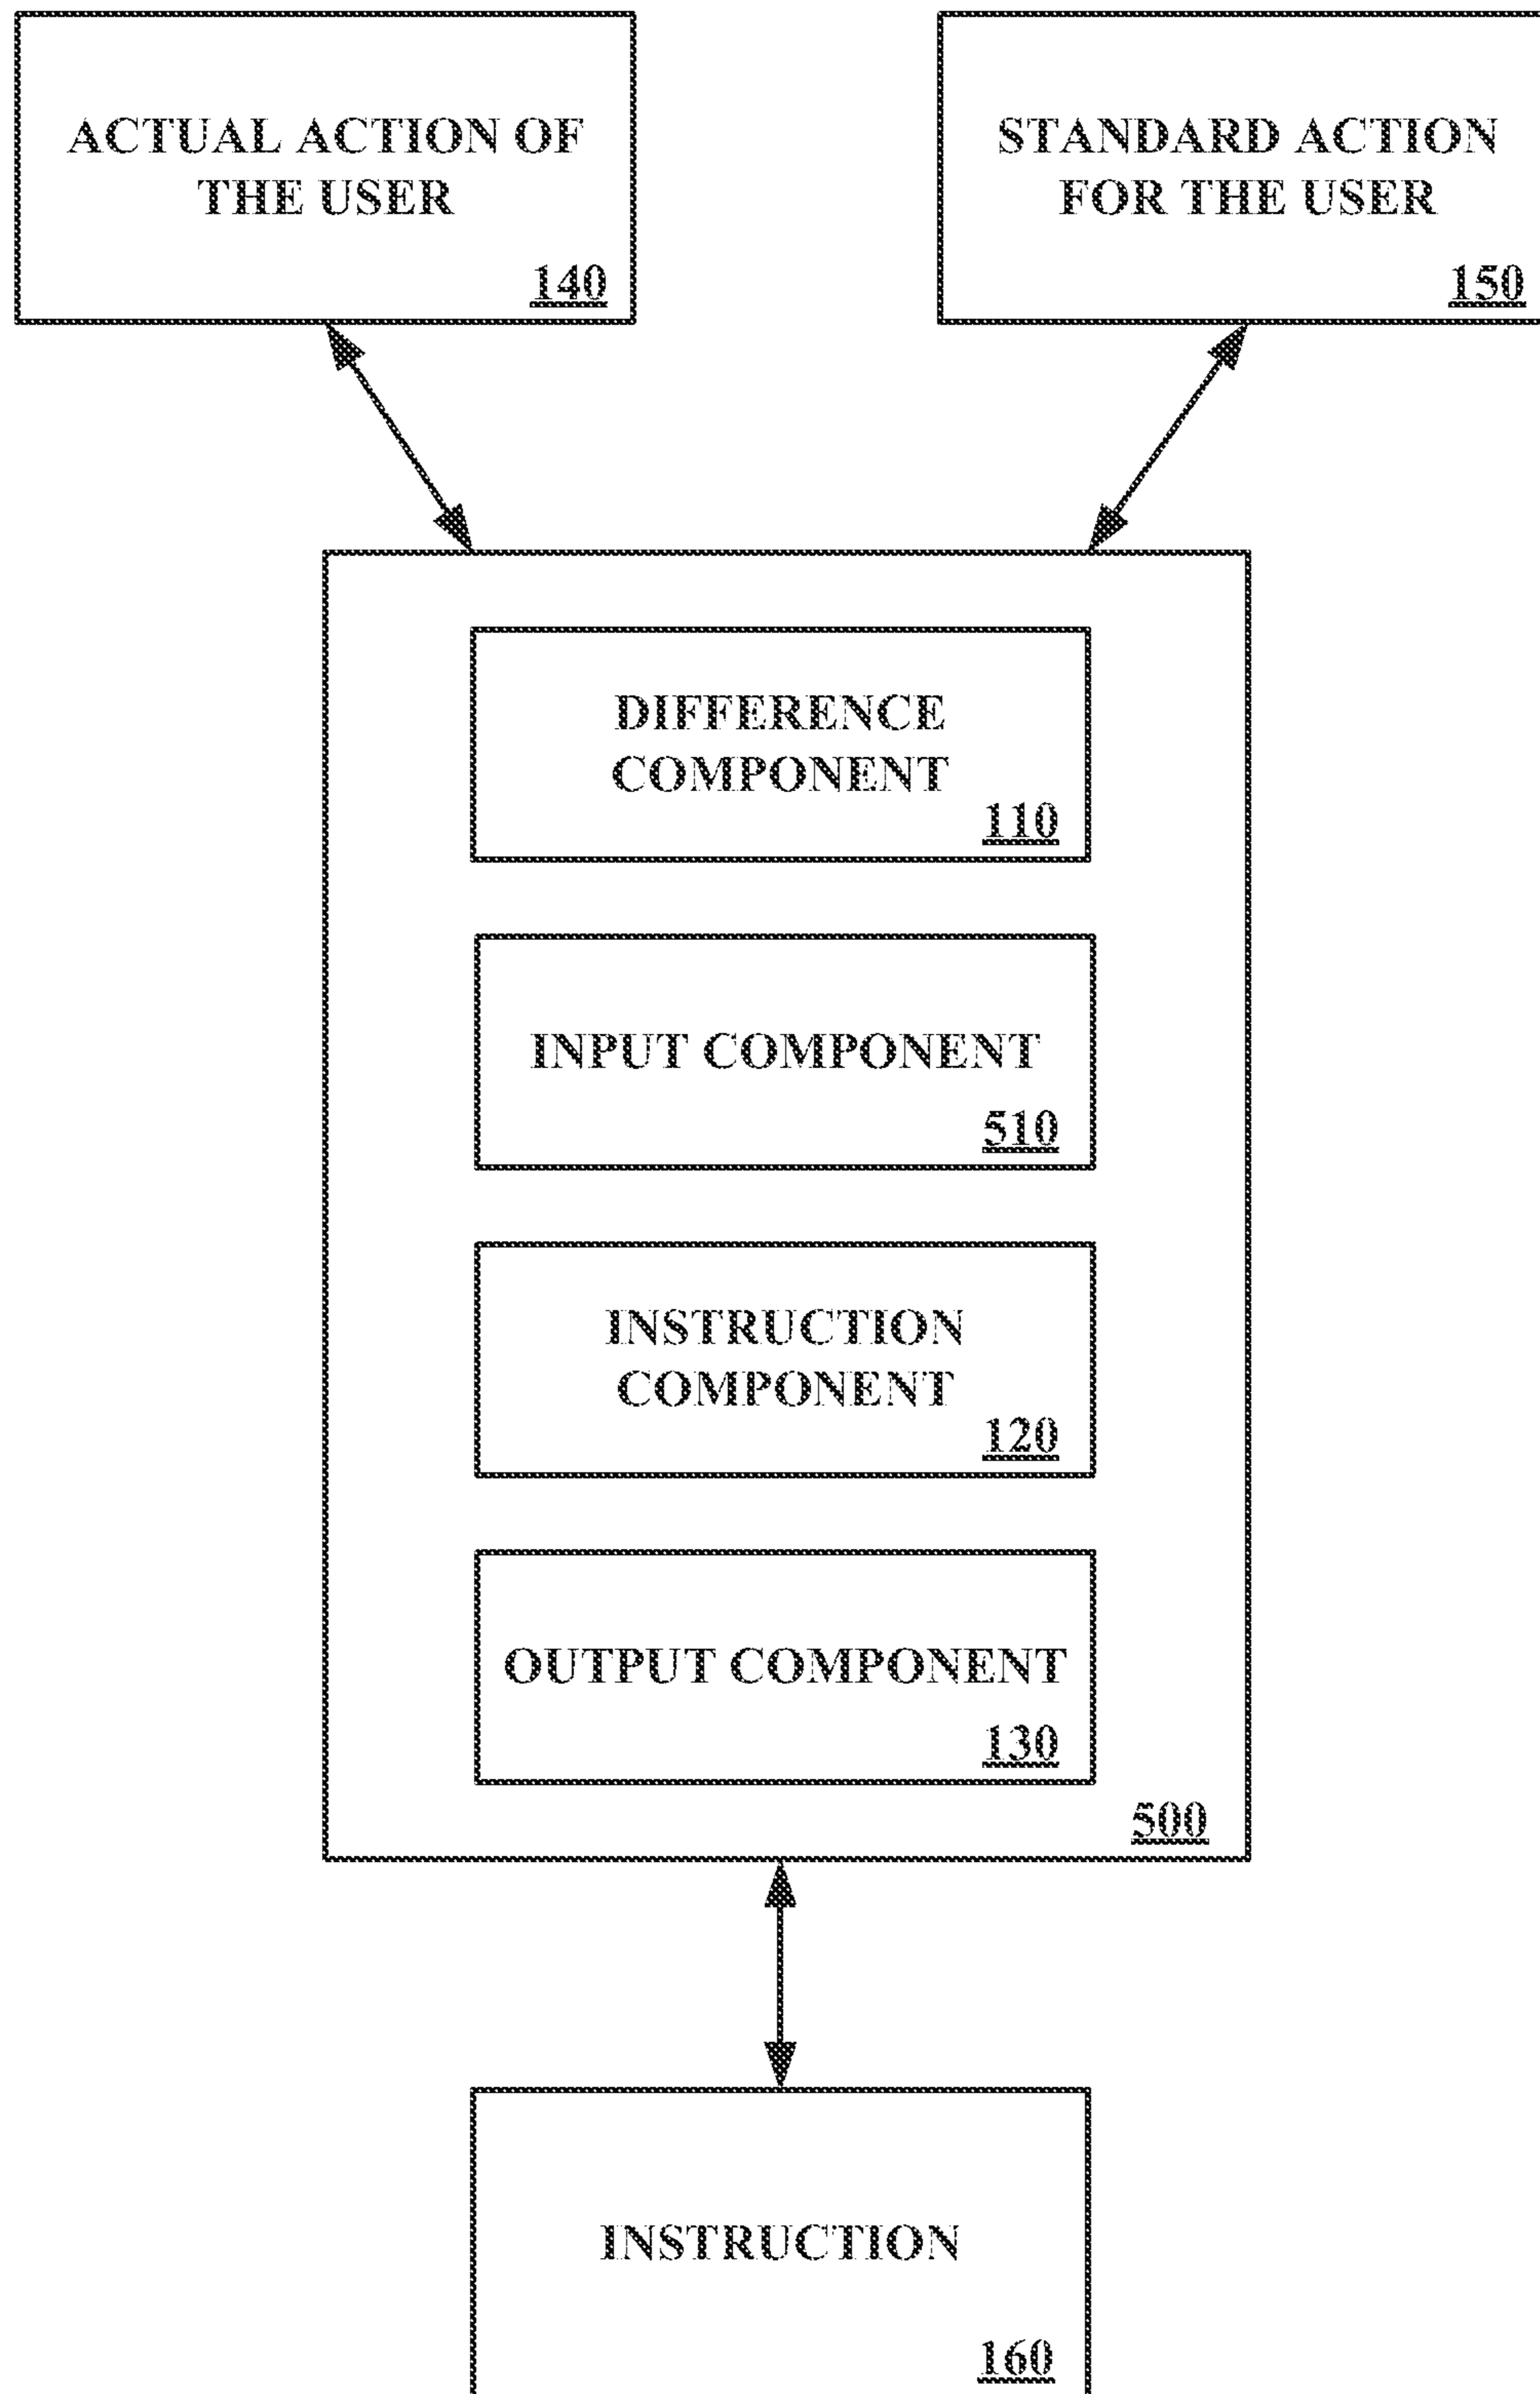 ACTUAL ACTION OF
THE USER
140
STANDARD ACTION
FOR THE USER
150
DIFFERENCE
COMPONENT
110
INPUT COMPONENT
510
INSTRUCTION
COMPONENT
120
OUTPUT COMPONENT
130
500
INSTRUCTION
160